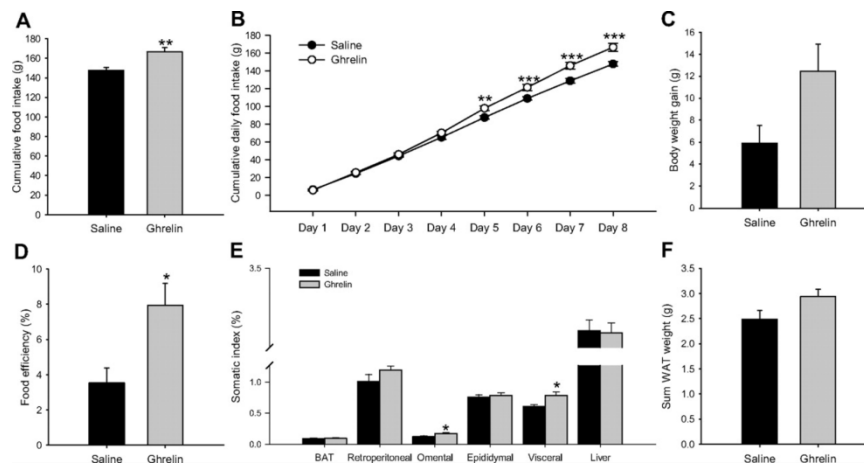 A
Cumulative food intake (g)
180
160
140
120
100
80
60
40
20
0
**
Saline
Ghrelin
B
Cumulative daily food intake (g)
180
160
140
120
100
80
60
40
20
0
Saline
Ghrelin
**
***
***
***
Day 1
Day 2
Day 3
Day 4
Day 5
Day 6
Day 7
Day 8
C
Body weight gain (g)
16
14
12
10
8
6
4
2
0
Saline
Ghrelin
D
Food efficiency (%)
10
8
6
4
2
0
*
Saline
Ghrelin
E
Somatic index (%)
3.5
1.0
0.5
0.0
Saline
Ghrelin
*
*
BAT
Retroperitoneal
Omental
Epididymal
Visceral
Liver
F
Sum WAT weight (g)
3.5
3.0
2.5
2.0
1.5
1.0
0.5
0.0
Saline
Ghrelin